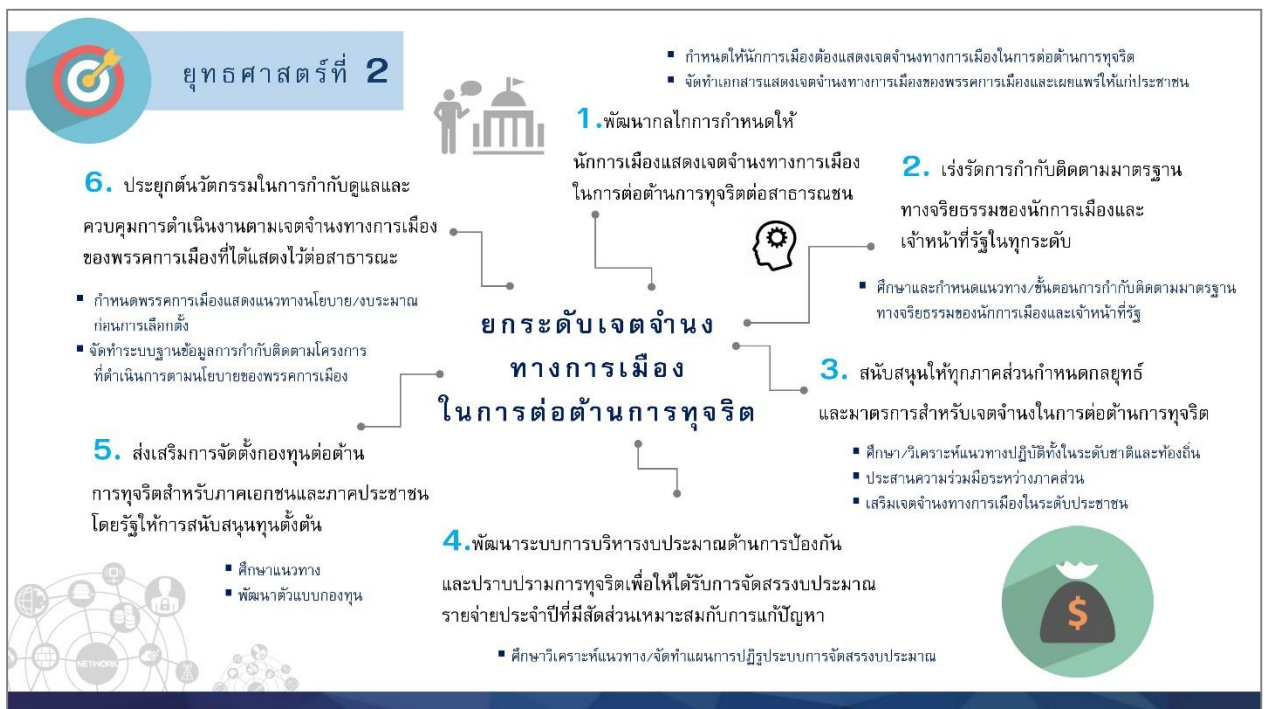 ยุทธศาสตร์ที่ 2
▪ กำหนดให้นักการเมืองต้องแสดงเจตจำนงทางการเมืองในการต่อต้านการทุจริต
▪ จัดทำเอกสารแสดงเจตจำนงทางการเมืองของพรรคการเมืองและเผยแพร่ให้แก่ประชาชน
1.พัฒนากลไกการกำหนดให้
นักการเมืองแสดงเจตจำนงทางการเมือง
ในการต่อต้านการทุจริตต่อสาธารณชน
2. เร่งรัดการกำกับติดตามมาตรฐาน
ทางจริยธรรมของนักการเมืองและ
เจ้าหน้าที่รัฐในทุกระดับ
▪ ศึกษาและกำหนดแนวทาง/ขั้นตอนการกำกับติดตามมาตรฐาน
ทางจริยธรรมของนักการเมืองและเจ้าหน้าที่รัฐ
6. ประยุกต์นวัตกรรมในการกำกับดูแลและ
ควบคุมการดำเนินงานตามเจตจำนงทางการเมือง
ของพรรคการเมืองที่ได้แสดงไว้ต่อสาธารณะ
▪ กำหนดพรรคการเมืองแสดงแนวทางนโยบาย/งบประมาณ
ก่อนการเลือกตั้ง
▪ จัดทำระบบฐานข้อมูลการกำกับติดตามโครงการ
ที่ดำเนินการตามนโยบายของพรรคการเมือง
ยกระดับเจตจำนง
ทางการเมือง
ในการต่อต้านการทุจริต
3. สนับสนุนให้ทุกภาคส่วนกำหนดกลยุทธ์
และมาตรการสำหรับเจตจำนงในการต่อต้านการทุจริต
▪ ศึกษา/วิเคราะห์แนวทางปฏิบัติทั้งในระดับชาติและท้องถิ่น
▪ ประสานความร่วมมือระหว่างภาคส่วน
▪ เสริมเจตจำนงทางการเมืองในระดับประชาชน
5. ส่งเสริมการจัดตั้งกองทุนต่อต้าน
การทุจริตสำหรับภาคเอกชนและภาคประชาชน
โดยรัฐให้การสนับสนุนทุนตั้งต้น
▪ ศึกษาแนวทาง
▪ พัฒนาตัวแบบกองทุน
4.พัฒนาระบบการบริหารงบประมาณด้านการป้องกัน
และปราบปรามการทุจริตเพื่อให้ได้รับการจัดสรรงบประมาณ
รายจ่ายประจำปีที่มีสัดส่วนเหมาะสมกับการแก้ปัญหา
▪ ศึกษาวิเคราะห์แนวทาง/จัดทำแผนการปฏิรูประบบการจัดสรรงบประมาณ
NETWORK
$